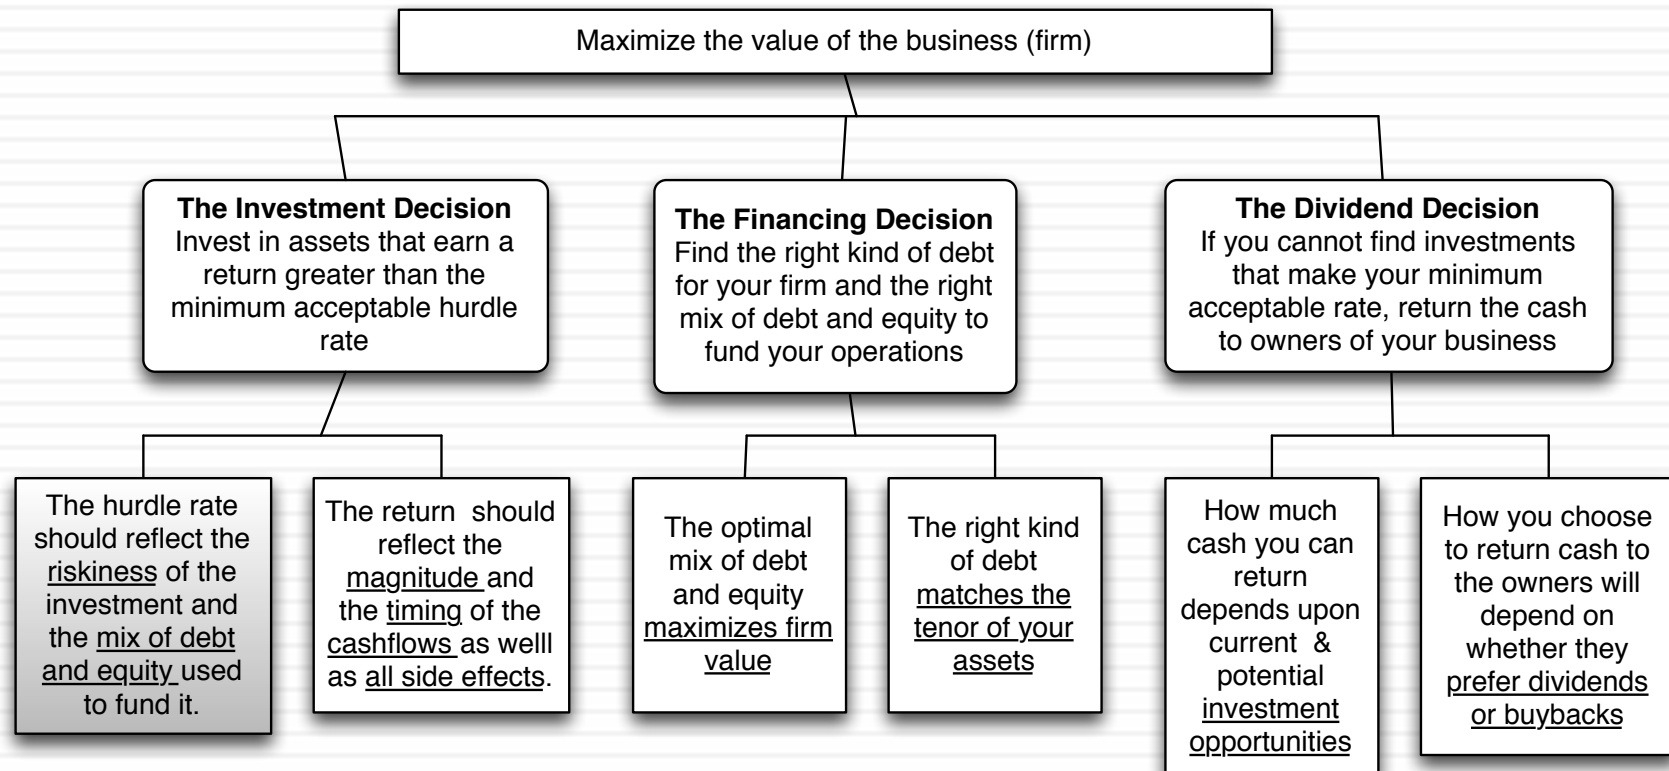 Maximize the value of the business (firm)
The Investment Decision
Invest in assets that earn a
return greater than the
minimum acceptable hurdle
rate
The Financing Decision
Find the right kind of debt
for your firm and the right
mix of debt and equity to
fund your operations
The Dividend Decision
If you cannot find investments
that make your minimum
acceptable rate, return the cash
to owners of your business
The hurdle rate
should reflect the
riskiness of the
investment and
the mix of debt
and equity used
to fund it.
The return should
reflect the
magnitude and
the timing of the
cashflows as welll
as all side effects.
The optimal
mix of debt
and equity
maximizes firm
value
The right kind
of debt
matches the
tenor of your
assets
How much
cash you can
return
depends upon
current &
potential
investment
opportunities
How you choose
to return cash to
the owners will
depend on
whether they
prefer dividends
or buybacks